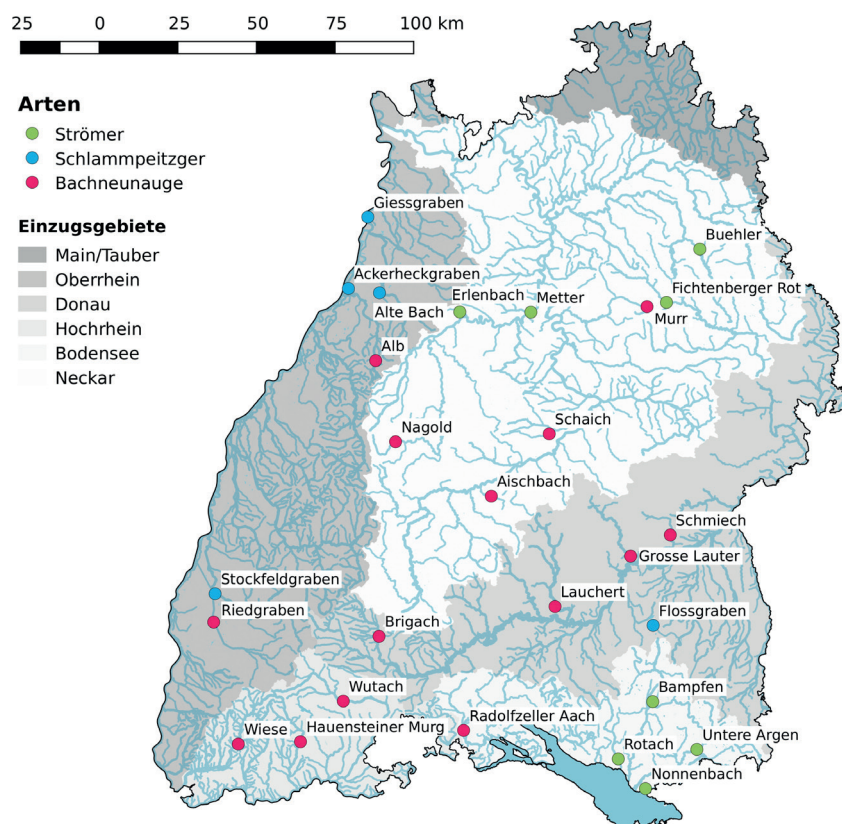 25 0 25 50 75 100 km
Arten
Strömer
Schlammpeitzger
Bachneunauge
Einzugsgebiete
Main/Tauber
Oberrhein
Donau
Hochrhein
Bodensee
Neckar
Giessgraben
Buehler
Ackerheckgraben
Fichtenberger Rot
Erlenbach
Metter
Alte Bach
Murr
Alb
Schaich
Nagold
Aischbach
Schmiech
Grosse Lauter
Stockfeldgraben
Lauchert
Riedgraben
Flossgraben
Brigach
Wutach
Bampfen
Radolfzeller Aach
Hauensteiner Murg
Wiese
Untere Argen
Rotach
Nonnenbach